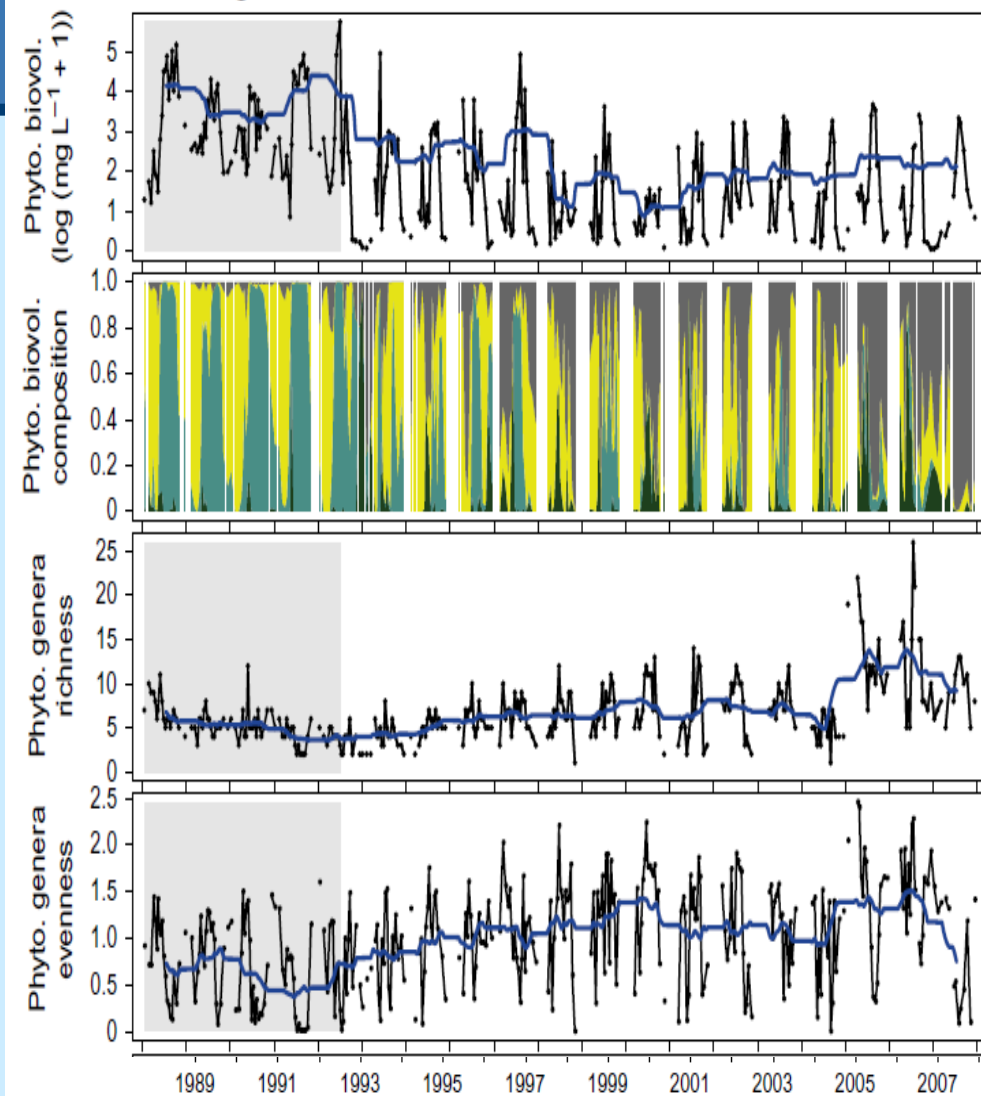 Phyto. biovol.
(log (mg L⁻¹ + 1))
5
4
3
2
1
0
Phyto. biovol.
composition
1.0
0.8
0.6
0.4
0.2
0
Phyto. genera
richness
25
20
15
10
5
0
Phyto. genera
evenness
2.5
2.0
1.5
1.0
0.5
0
1989 1991 1993 1995 1997 1999 2001 2003 2005 2007